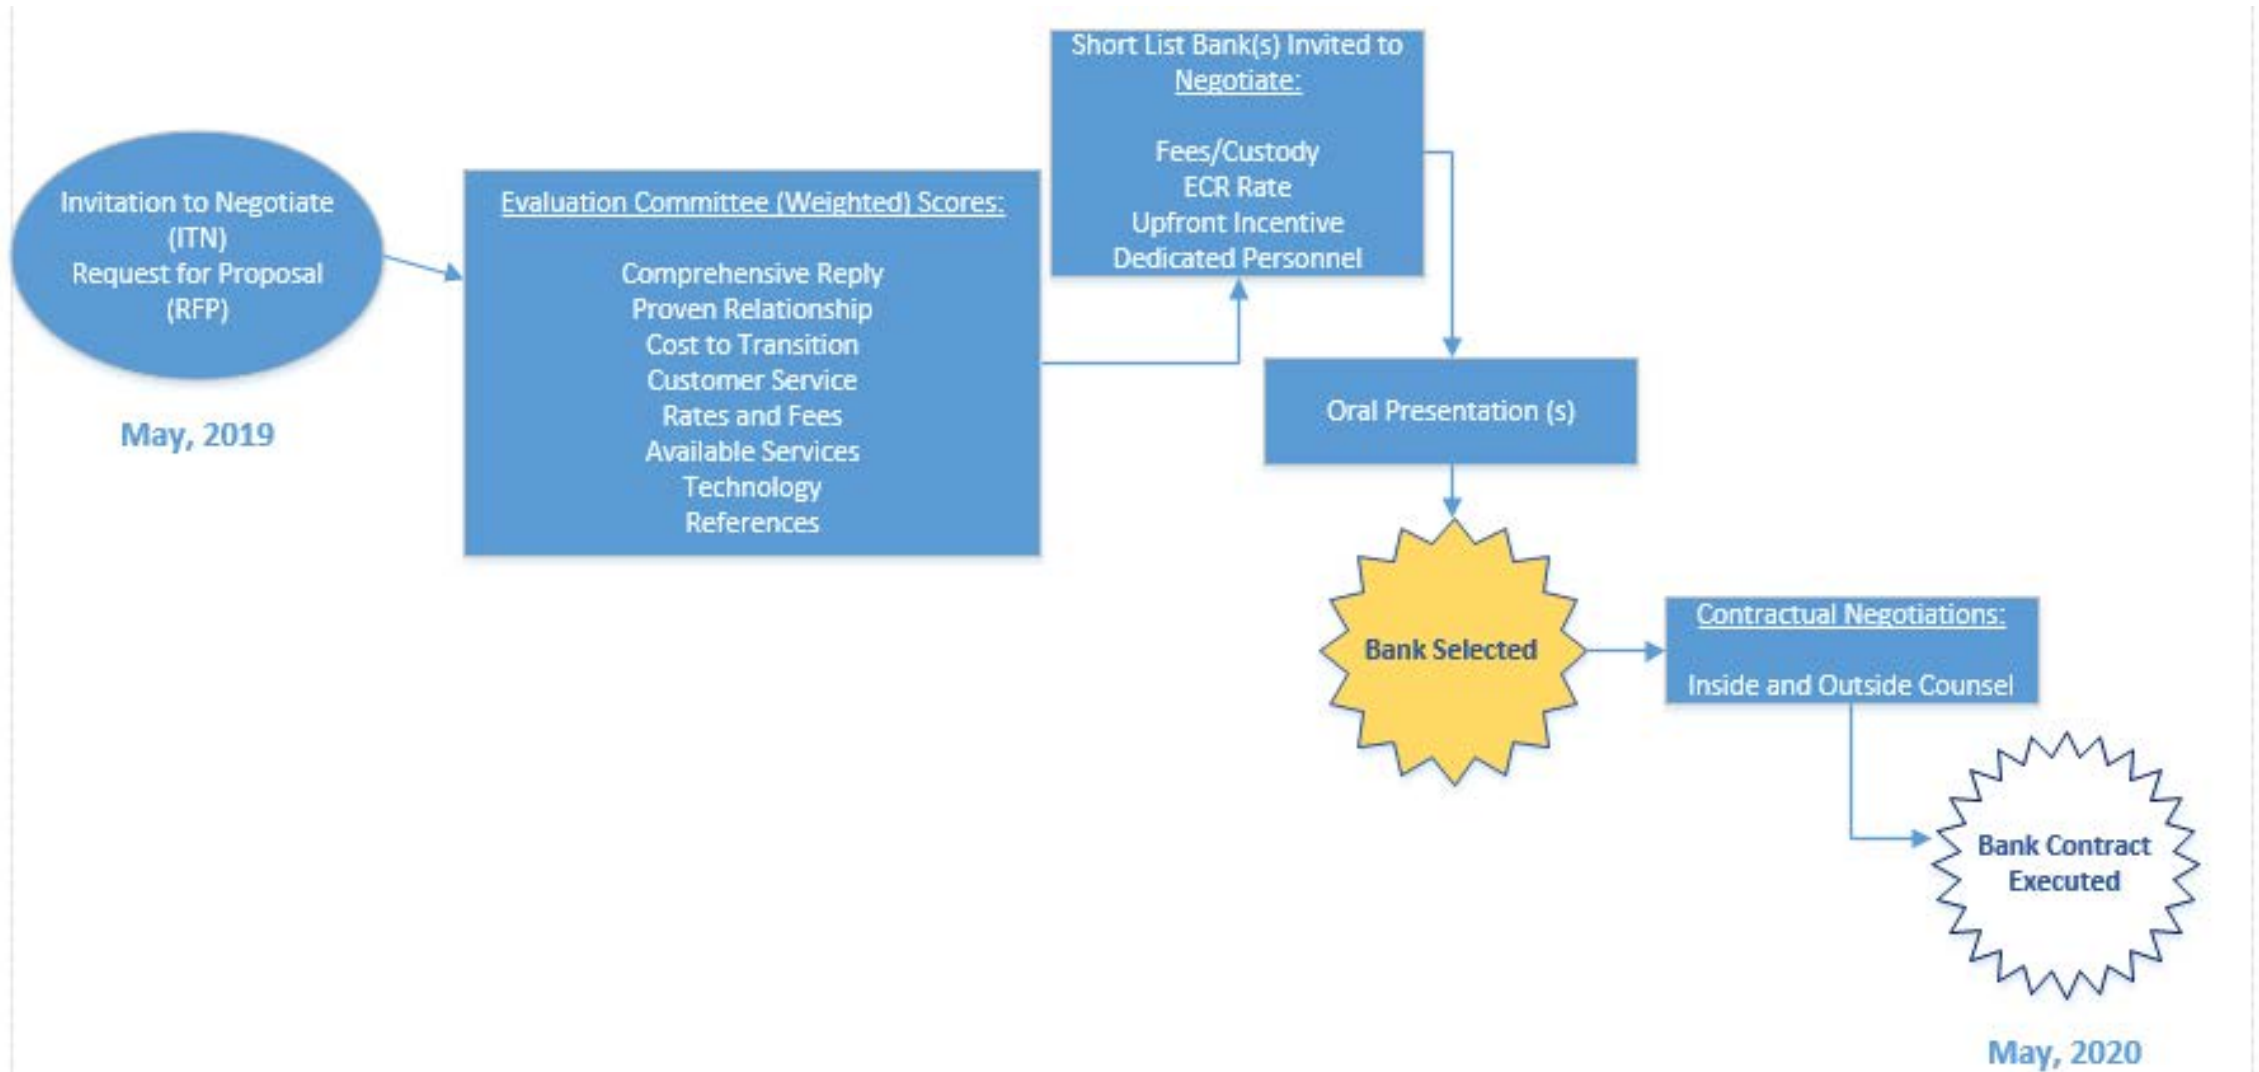 Invitation to Negotiate
(ITN)
Request for Proposal
(RFP)
May, 2019
Evaluation Committee (Weighted) Scores:
Comprehensive Reply
Proven Relationship
Cost to Transition
Customer Service
Rates and Fees
Available Services
Technology
References
Short List Bank(s) Invited to
Negotiate:
Fees/Custody
ECR Rate
Upfront Incentive
Dedicated Personnel
Oral Presentation (s)
Bank Selected
Contractual Negotiations:
Inside and Outside Counsel
Bank Contract
Executed
May, 2020